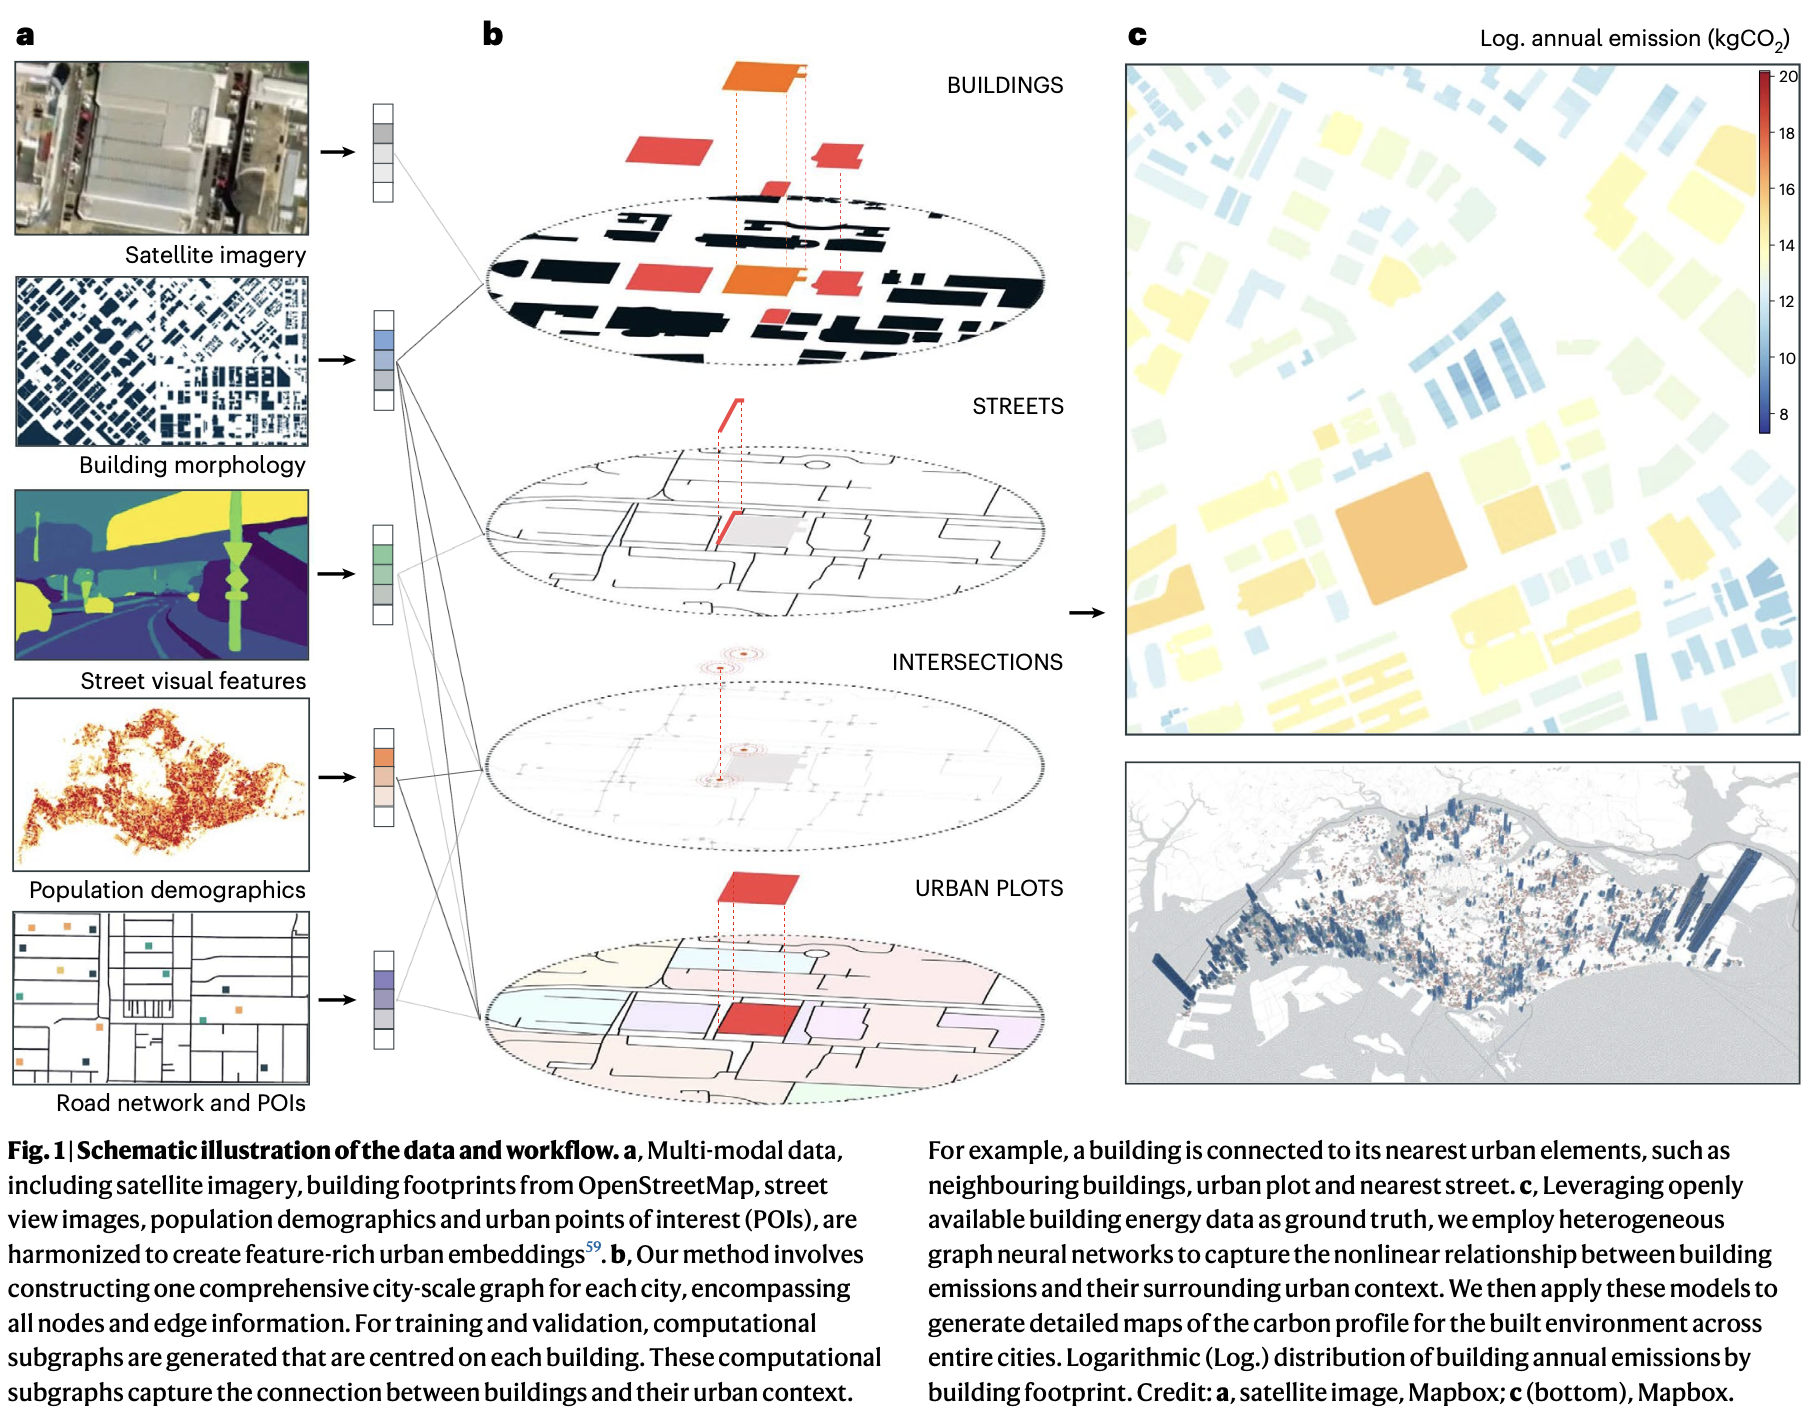 a
b
c
Log. annual emission (kgCO2)
BUILDINGS
20
18
16
14
12
10
8
Satellite imagery
Building morphology
STREETS
Street visual features
INTERSECTIONS
Population demographics
URBAN PLOTS
Road network and POIs
Fig. 1 | Schematic illustration of the data and workflow. a, Multi-modal data,
including satellite imagery, building footprints from OpenStreetMap, street
view images, population demographics and urban points of interest (POIs), are
harmonized to create feature-rich urban embeddings59. b, Our method involves
constructing one comprehensive city-scale graph for each city, encompassing
all nodes and edge information. For training and validation, computational
subgraphs are generated that are centred on each building. These computational
subgraphs capture the connection between buildings and their urban context.
For example, a building is connected to its nearest urban elements, such as
neighbouring buildings, urban plot and nearest street. c, Leveraging openly
available building energy data as ground truth, we employ heterogeneous
graph neural networks to capture the nonlinear relationship between building
emissions and their surrounding urban context. We then apply these models to
generate detailed maps of the carbon profile for the built environment across
entire cities. Logarithmic (Log.) distribution of building annual emissions by
building footprint. Credit: a, satellite image, Mapbox; c (bottom), Mapbox.